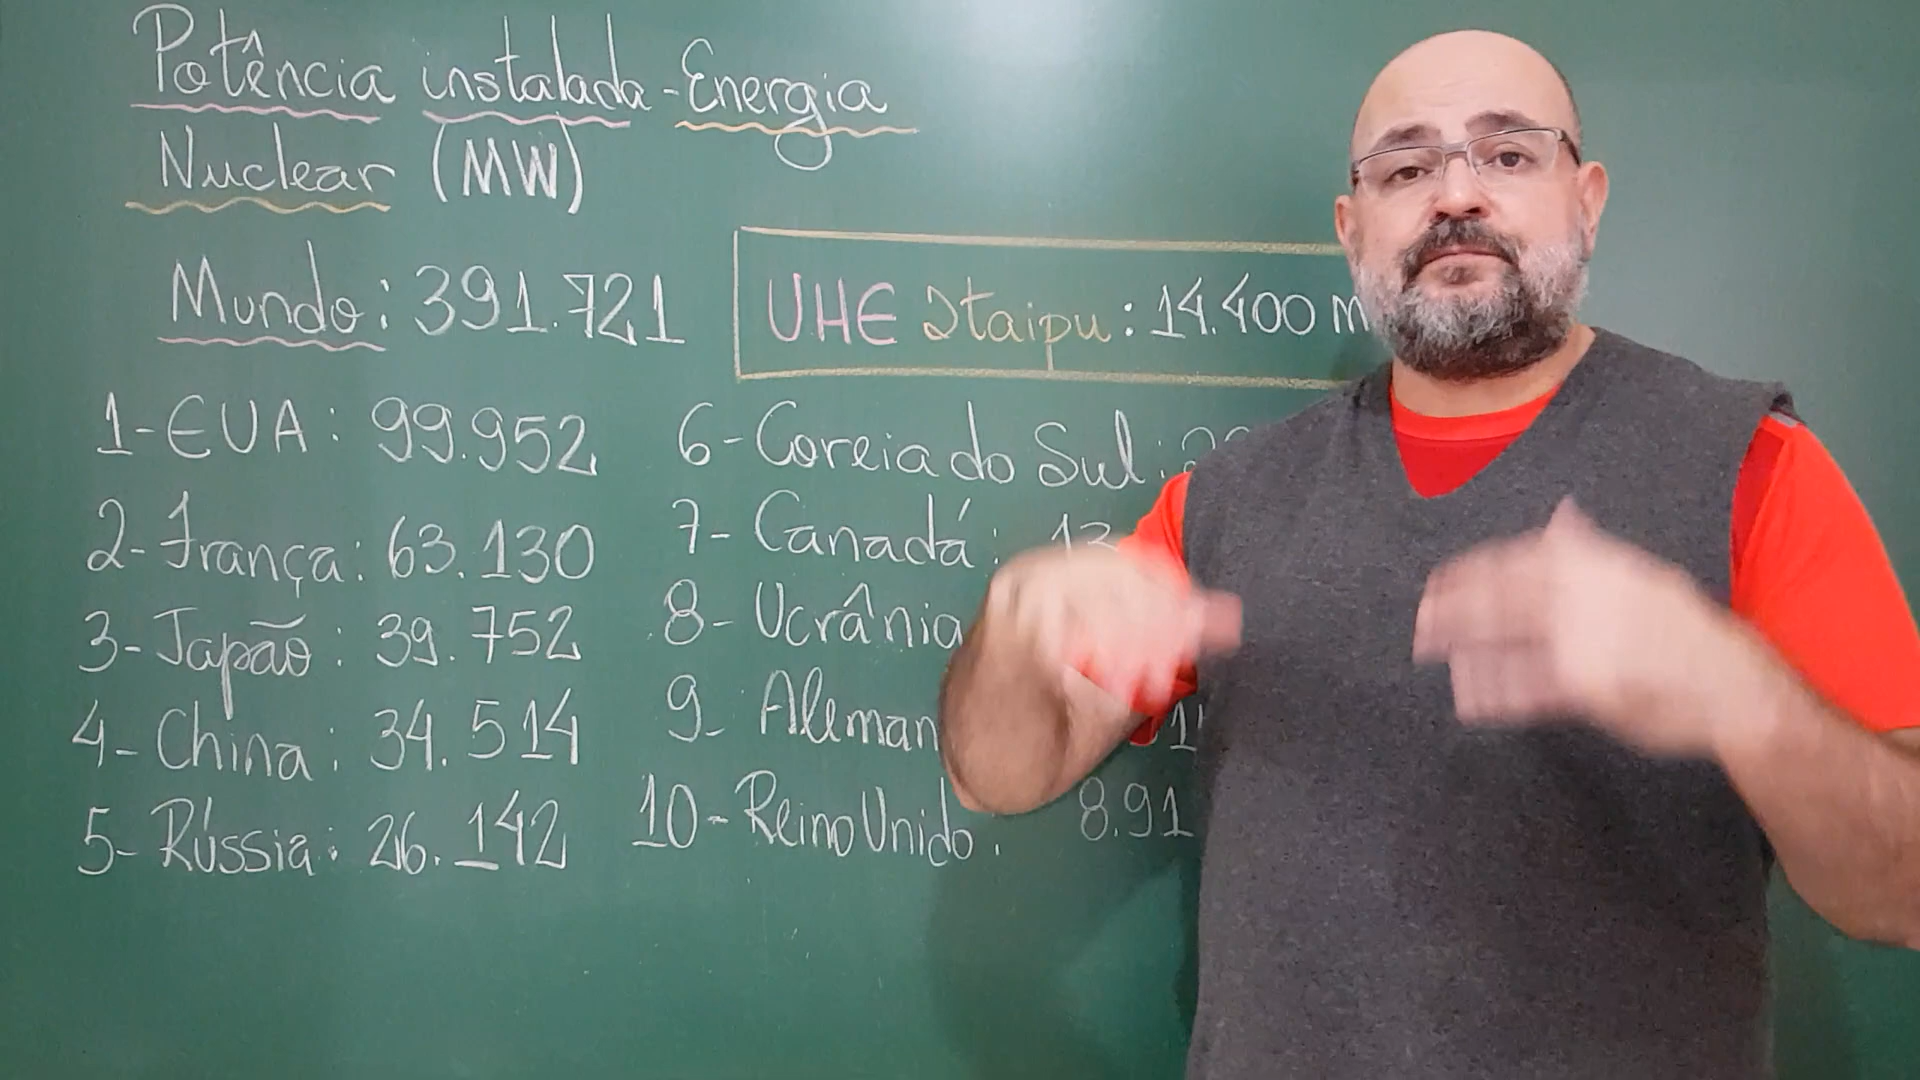 Potência instalada - Energia
Nuclear (MW)
Mundo: 391.721
UHE Itaipu: 14.400 M
1- EUA: 99.952
2- França: 63.130
3- Japão: 39.752
4- China: 34.514
5- Rússia: 26.142
6- Coreia do Sul:
7- Canadá: 13
8- Ucrânia
9- Aleman
10- Reino Unido. 8.91